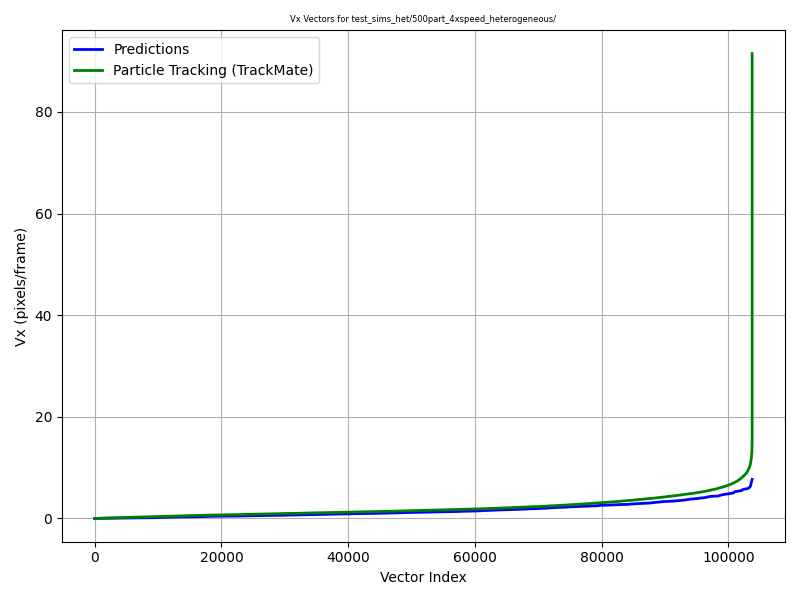 Vx Vectors for test_sims_het/500part_4xspeed_heterogeneous/
Predictions
Particle Tracking (TrackMate)
Vx (pixels/frame)
80
60
40
20
0
0 20000 40000 60000 80000 100000
Vector Index